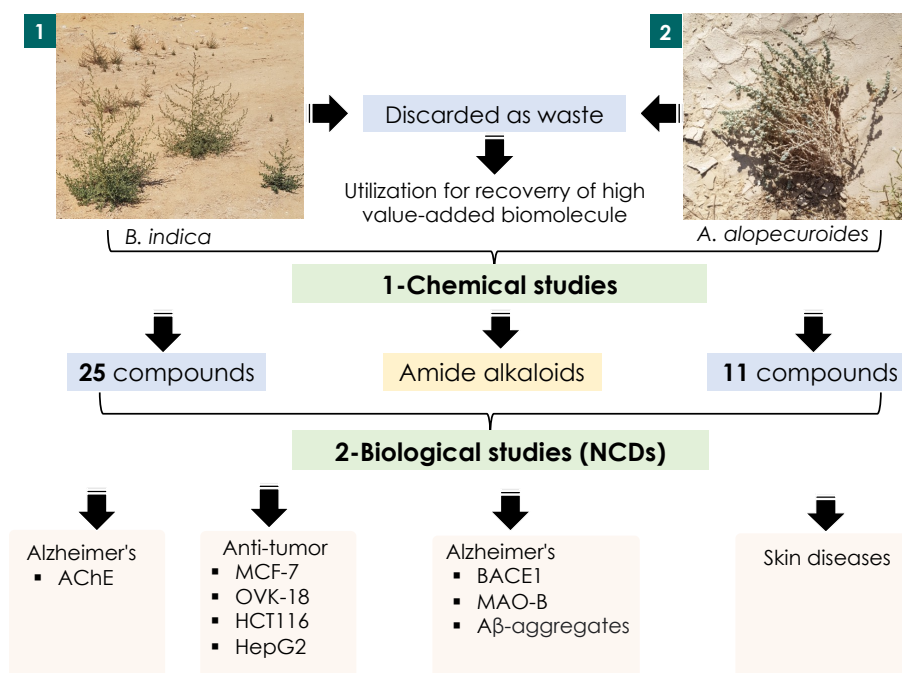 1
2
Discarded as waste
Utilization for recoverry of high
value-added biomolecule
B. indica
A. alopecuroides
1-Chemical studies
25 compounds
Amide alkaloids
11 compounds
2-Biological studies (NCDs)
Alzheimer's
▪ AChE
Anti-tumor
▪ MCF-7
▪ OVK-18
▪ HCT116
▪ HepG2
Alzheimer's
▪ BACE1
▪ MAO-B
▪ Aβ-aggregates
Skin diseases